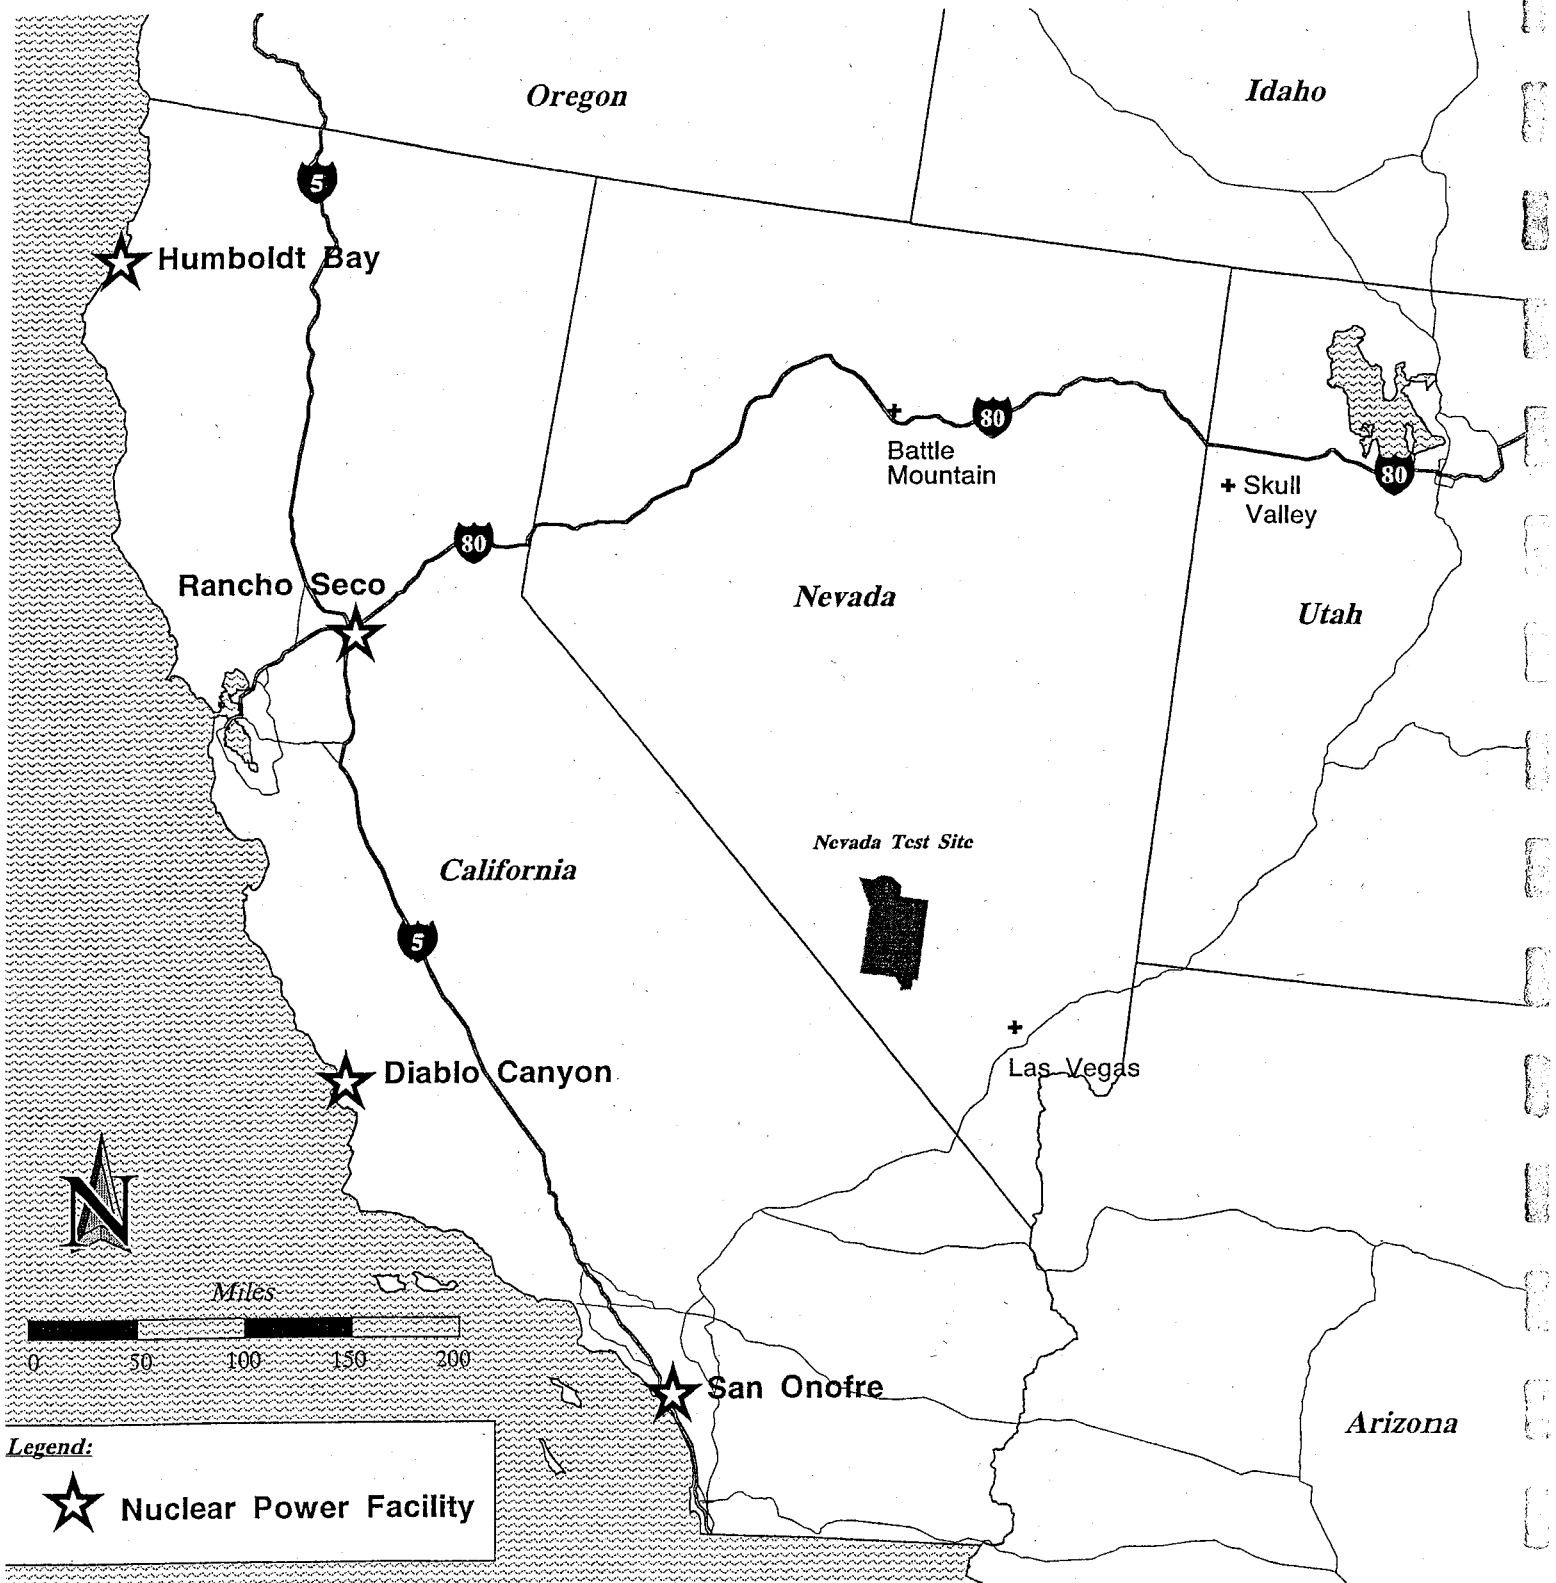 Oregon
Idaho
5
Humboldt Bay
80
Battle
Mountain
80
Skull
Valley
80
Rancho Seco
Nevada
Utah
Nevada Test Site
California
5
Las Vegas
Diablo Canyon
N
Miles
0 50 100 150 200
San Onofre
Arizona
Legend:
Nuclear Power Facility